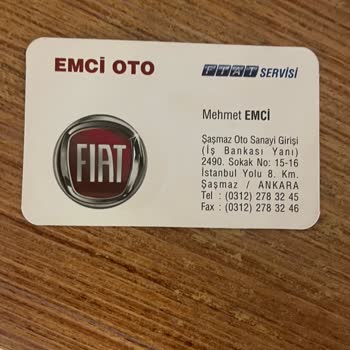 EMCİ OTO
FIAT SERVİSİ
FIAT
Mehmet EMCİ
Şaşmaz Oto Sanayi Girişi
(İş Bankası Yanı)
2490. Sokak No: 15-16
İstanbul Yolu 8. Km.
Şaşmaz / ANKARA
Tel : (0312) 278 32 45
Fax : (0312) 278 32 46